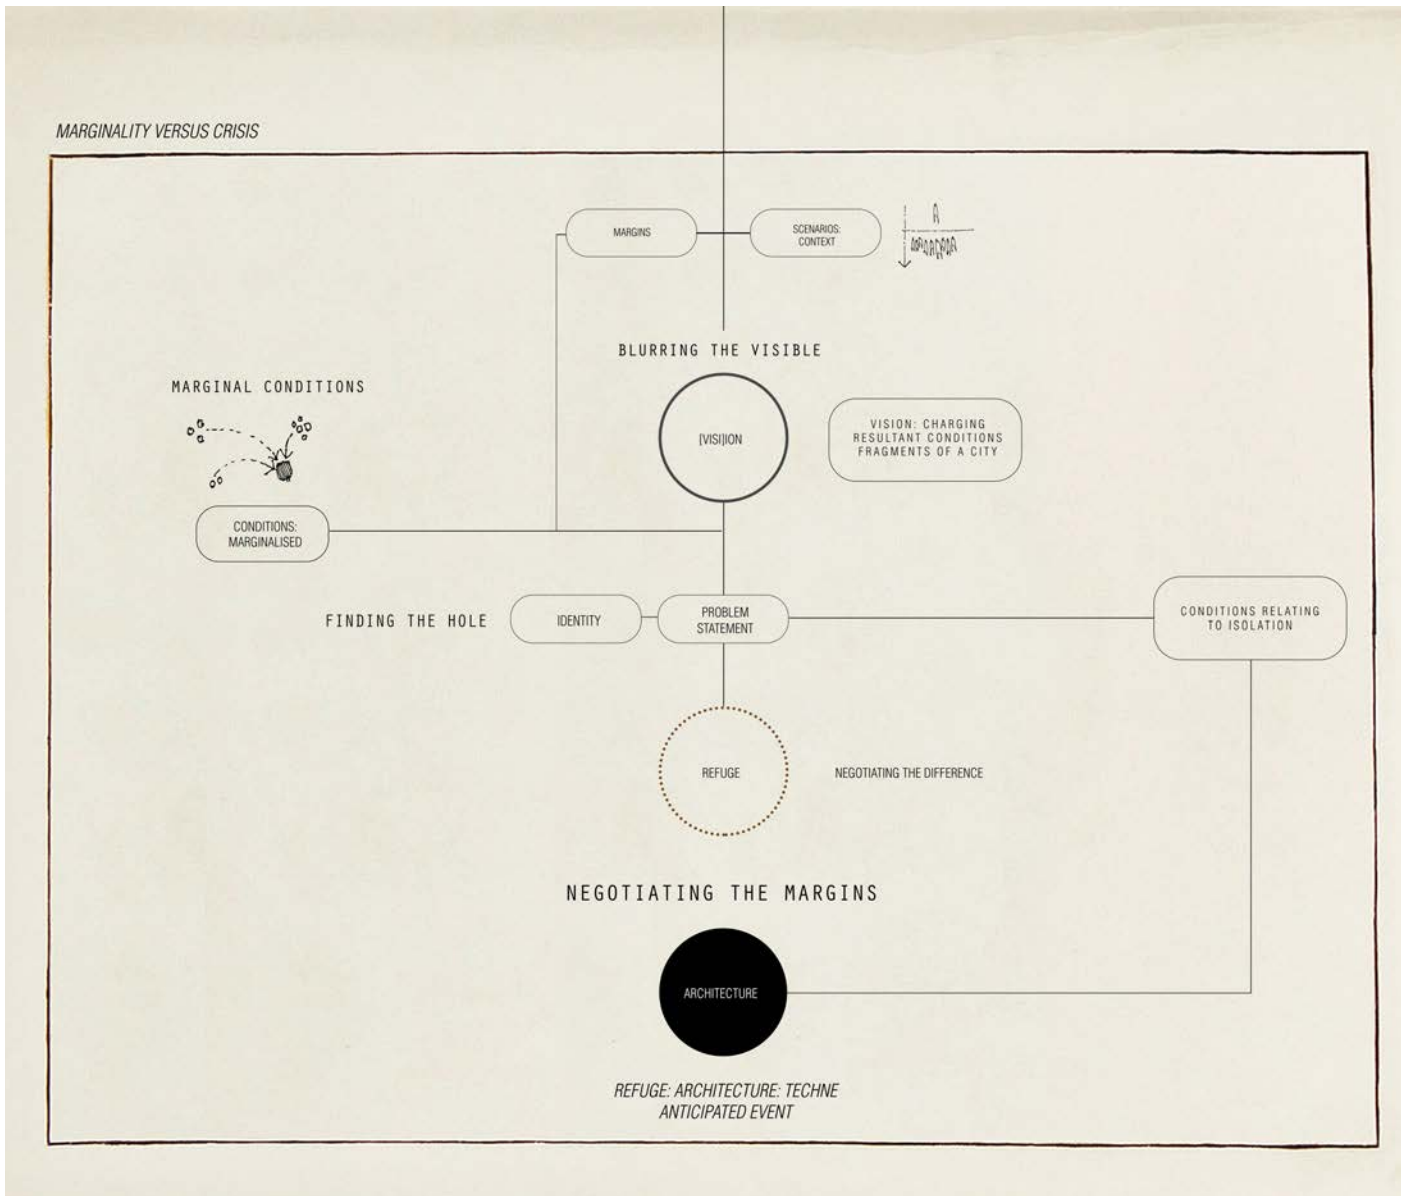 MARGINALITY VERSUS CRISIS
MARGINS
SCENARIOS:
CONTEXT
BLURRING THE VISIBLE
MARGINAL CONDITIONS
[VISI]ION
VISION: CHARGING
RESULTANT CONDITIONS
FRAGMENTS OF A CITY
CONDITIONS:
MARGINALISED
FINDING THE HOLE
IDENTITY
PROBLEM
STATEMENT
CONDITIONS RELATING
TO ISOLATION
REFUGE
NEGOTIATING THE DIFFERENCE
NEGOTIATING THE MARGINS
ARCHITECTURE
REFUGE: ARCHITECTURE: TECHNE
ANTICIPATED EVENT